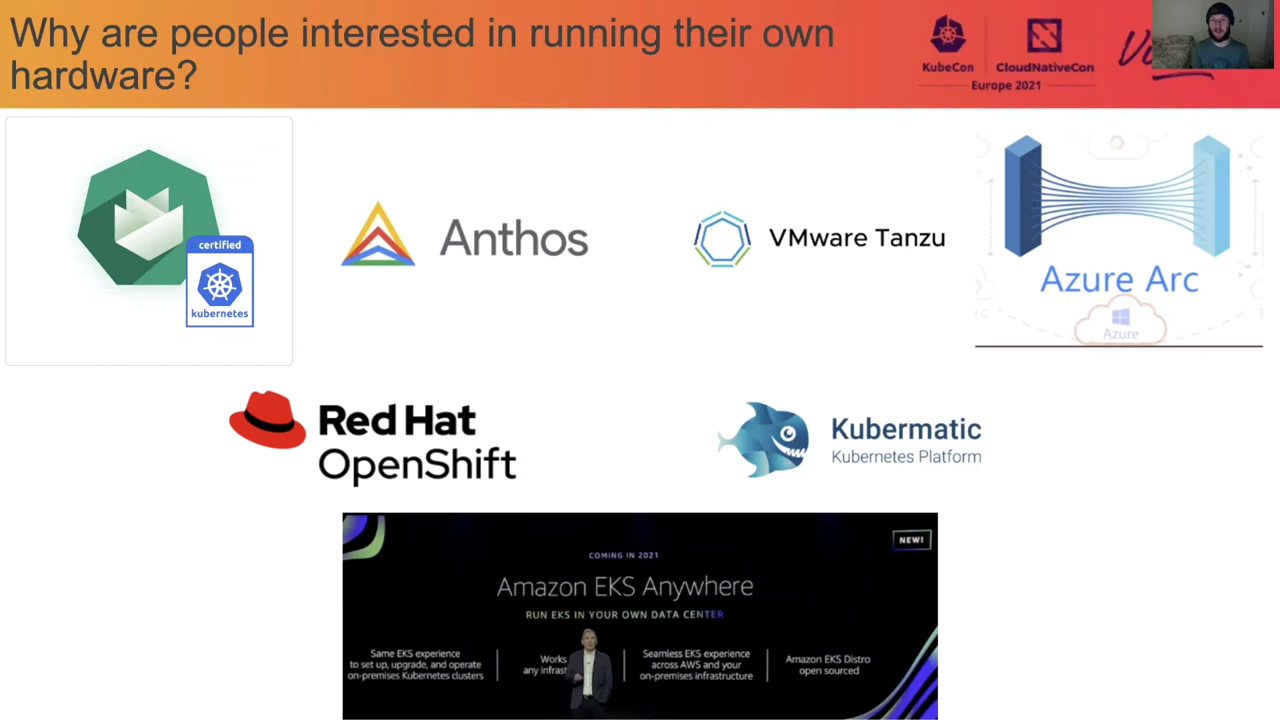 Why are people interested in running their own
hardware?
KubeCon
CloudNativeCon
Europe 2021
certified
kubernetes
Anthos
VMware Tanzu
Azure Arc
Azure
Red Hat
OpenShift
Kubermatic
Kubernetes Platform
NEW!
COMING IN 2021
Amazon EKS Anywhere
RUN EKS IN YOUR OWN DATA CENTER
Same EKS experience
to set up, upgrade, and operate
on-premises Kubernetes clusters
Works
any
Seamless EKS experience
across AWS and your
on-premises infrastructure
Amazon EKS Distro
open sourced